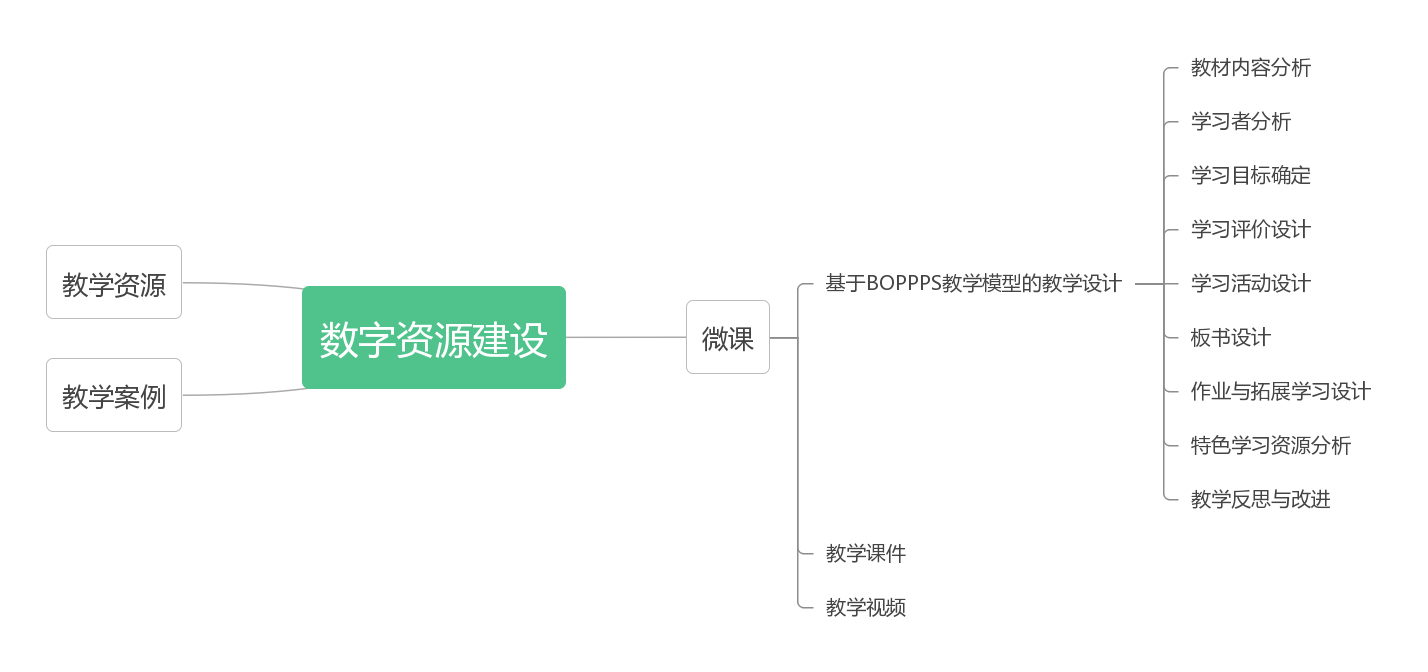 数字资源建设
教学资源
教学案例
微课
基于BOPPPS教学模型的教学设计
教材内容分析
学习者分析
学习目标确定
学习评价设计
学习活动设计
板书设计
作业与拓展学习设计
特色学习资源分析
教学反思与改进
教学课件
教学视频